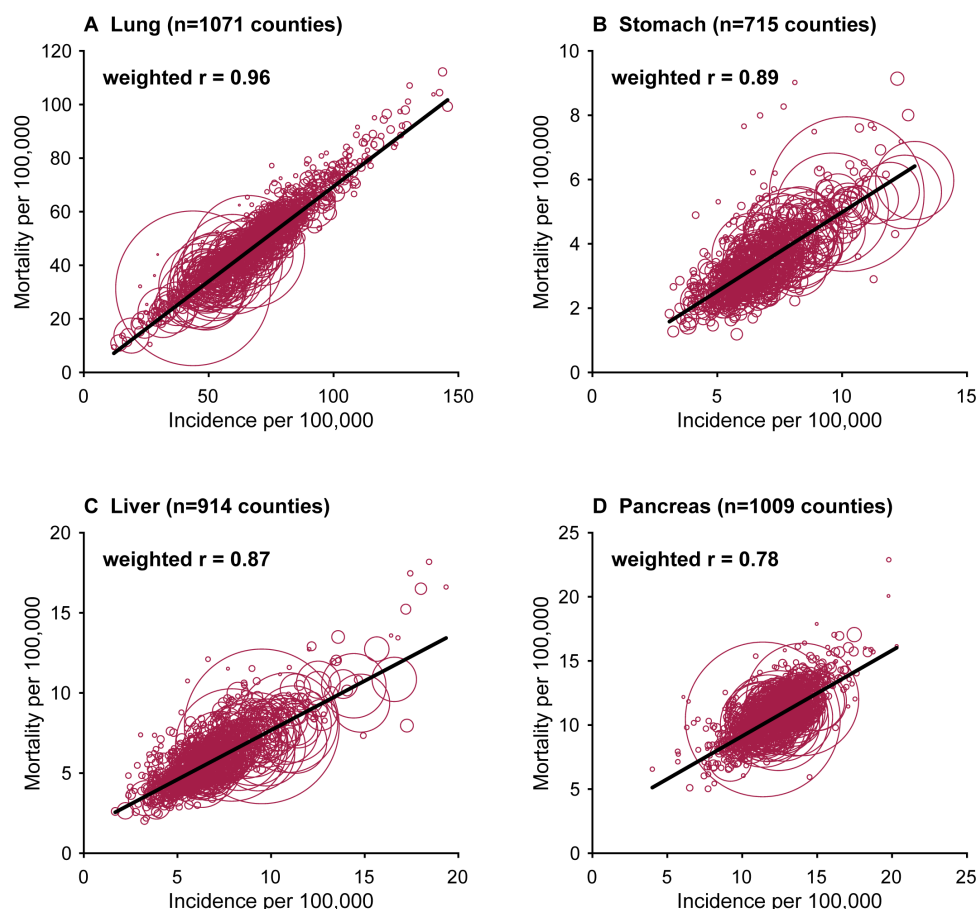 A Lung (n=1071 counties)
weighted r = 0.96
Mortality per 100,000
120
100
80
60
40
20
0
0 50 100 150
Incidence per 100,000
B Stomach (n=715 counties)
weighted r = 0.89
Mortality per 100,000
10
8
6
4
2
0
0 5 10 15
Incidence per 100,000
C Liver (n=914 counties)
weighted r = 0.87
Mortality per 100,000
20
15
10
5
0
0 5 10 15 20
Incidence per 100,000
D Pancreas (n=1009 counties)
weighted r = 0.78
Mortality per 100,000
25
20
15
10
5
0
0 5 10 15 20 25
Incidence per 100,000